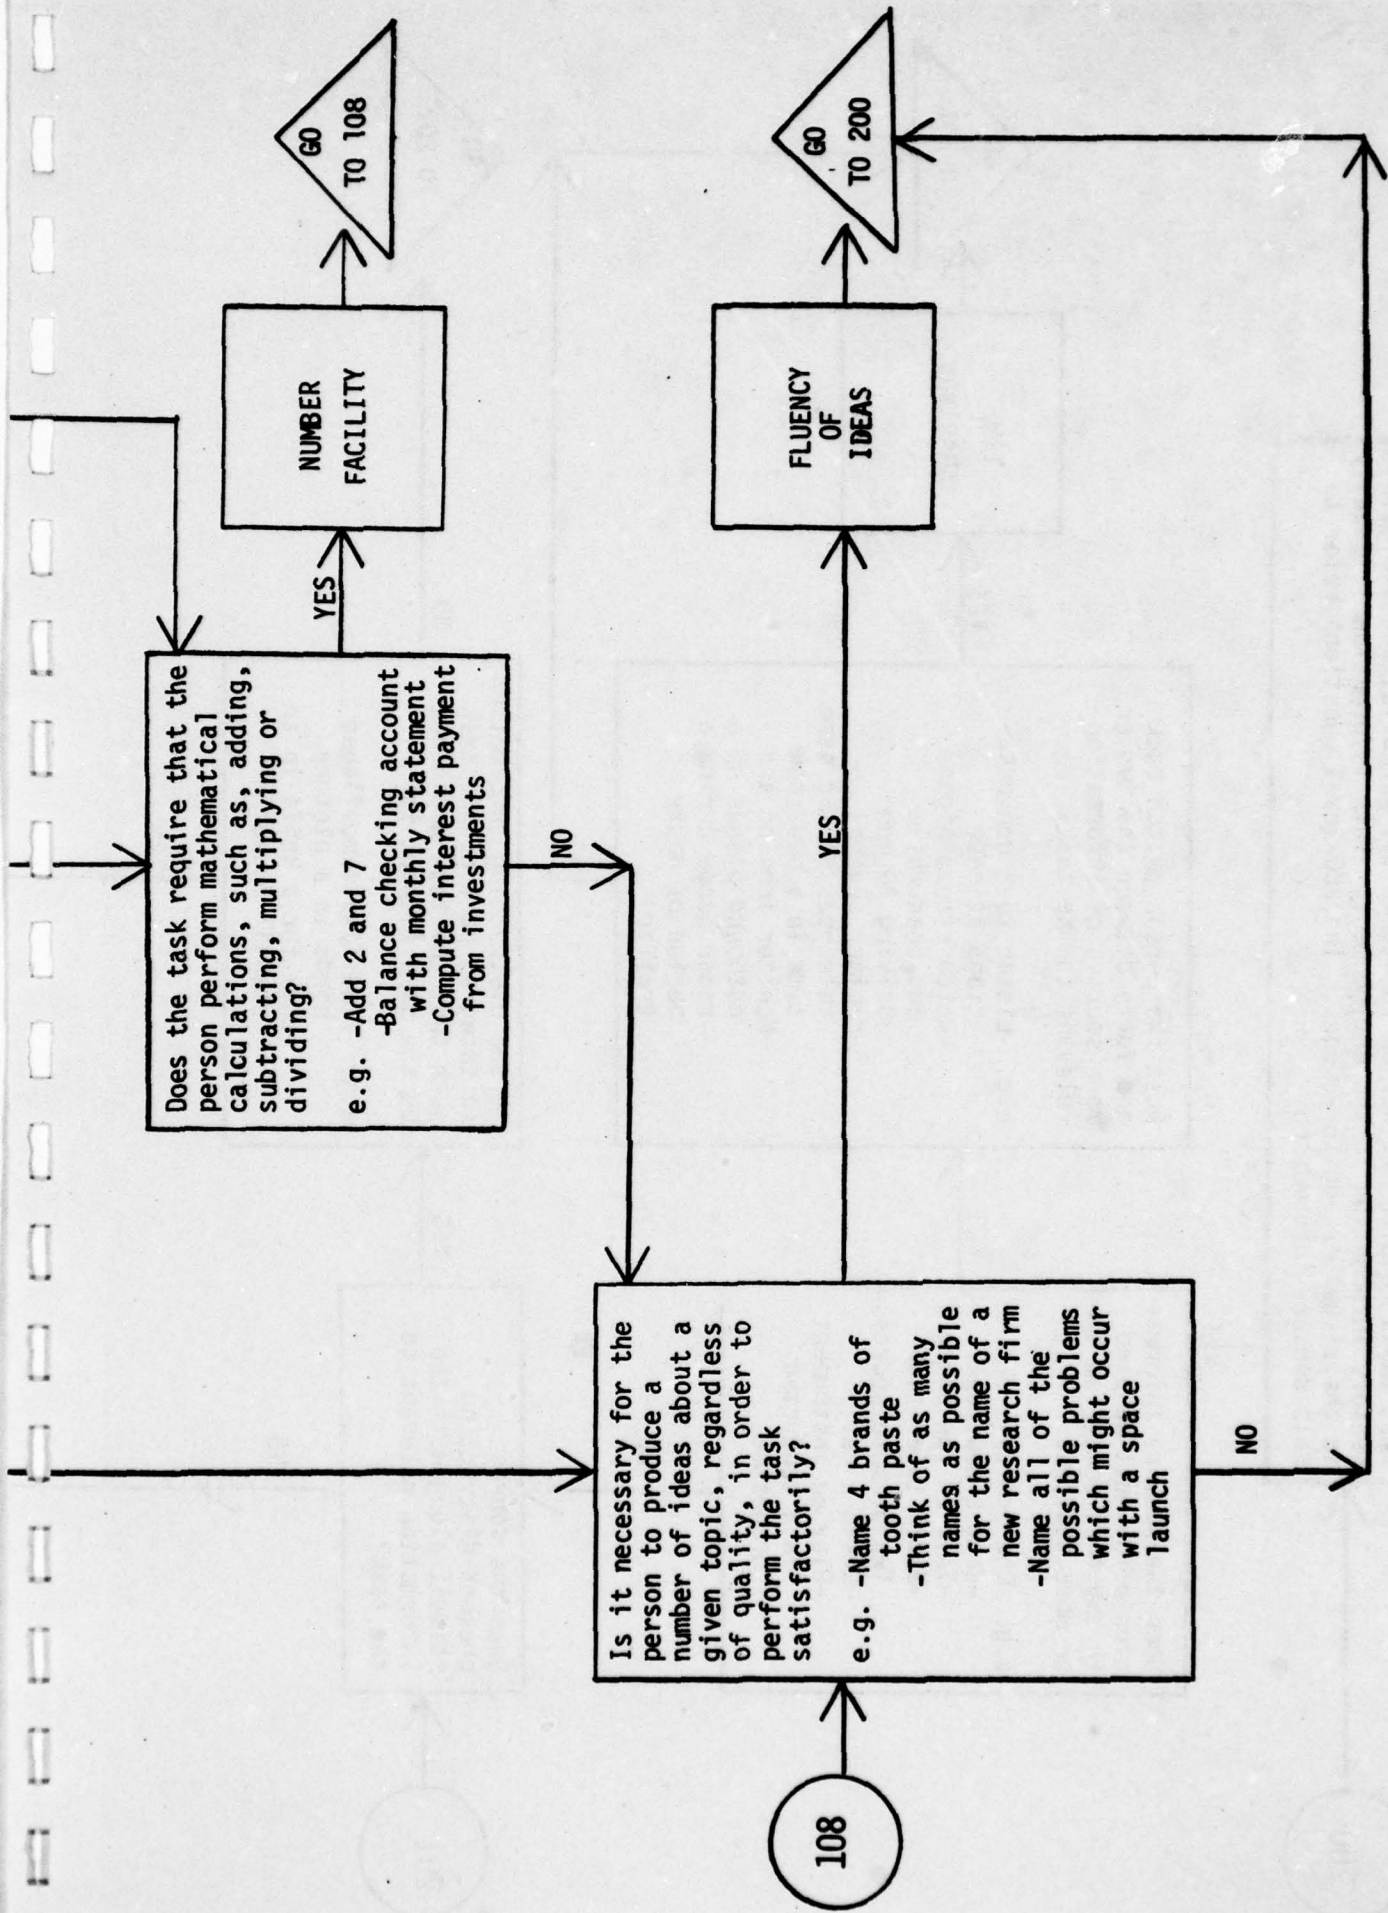 Does the task require that the
person perform mathematical
calculations, such as, adding,
subtracting, multiplying or
dividing?
e.g. -Add 2 and 7
-Balance checking account
with monthly statement
-Compute interest payment
from investments
YES
NUMBER
FACILITY
GO
TO 108
NO
108
Is it necessary for the
person to produce a
number of ideas about a
given topic, regardless
of quality, in order to
perform the task
satisfactorily?
e.g. -Name 4 brands of
tooth paste
-Think of as many
names as possible
for the name of a
new research firm
-Name all of the
possible problems
which might occur
with a space
launch
YES
FLUENCY
OF
IDEAS
GO
TO 200
NO